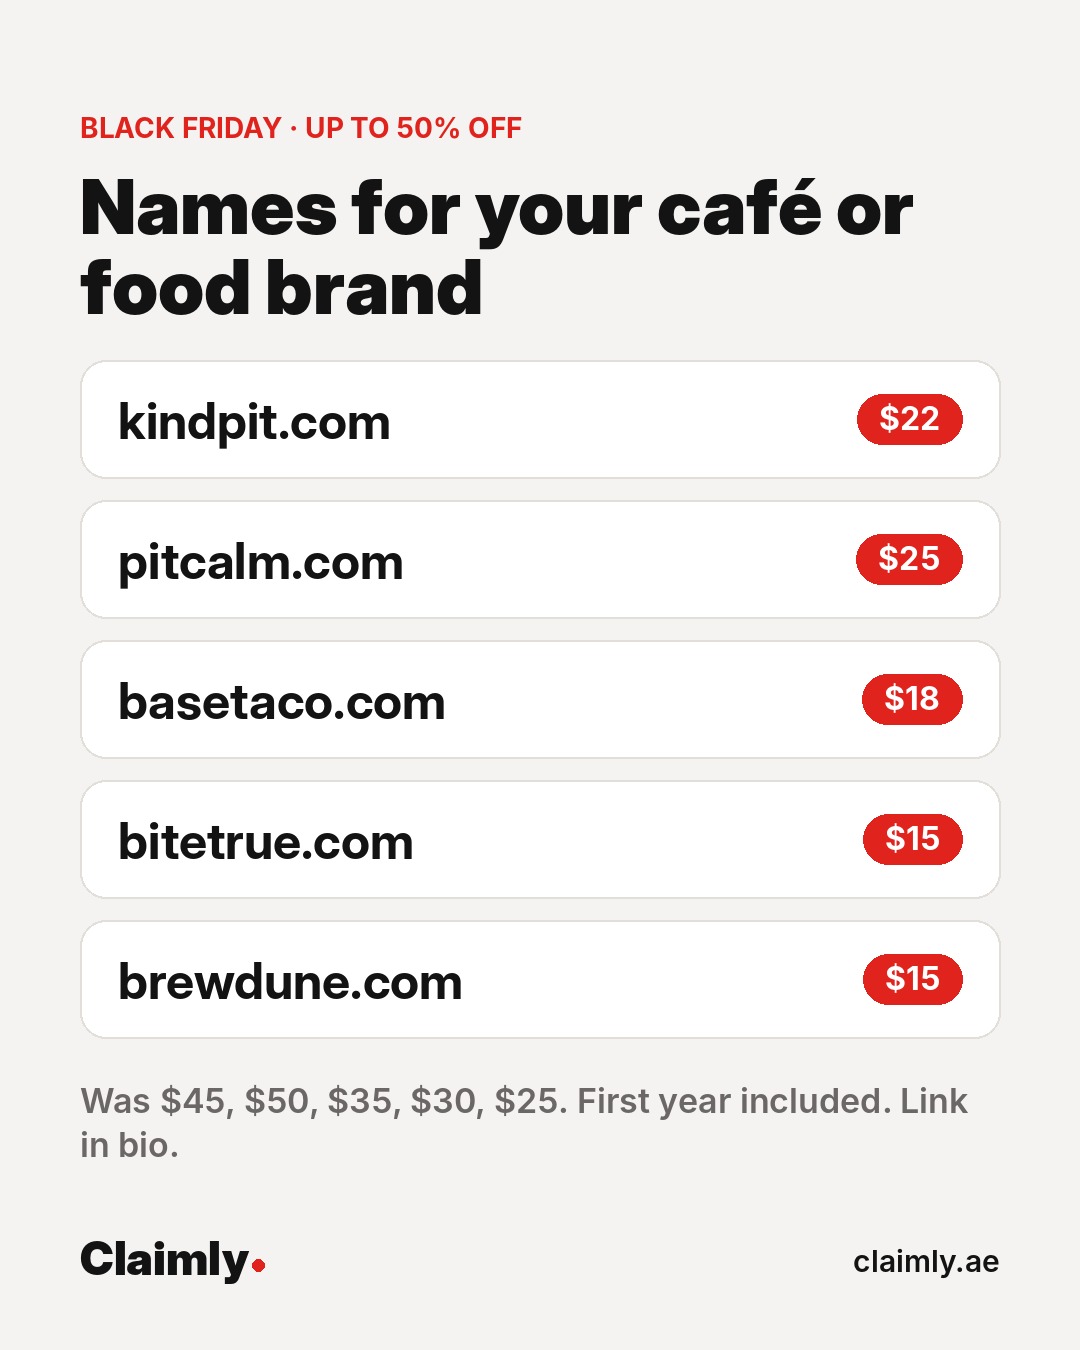 BLACK FRIDAY · UP TO 50% OFF
Names for your café or
food brand
kindpit.com
$22
pitcalm.com
$25
basetaco.com
$18
bitetrue.com
$15
brewdune.com
$15
Was $45, $50, $35, $30, $25. First year included. Link
in bio.
Claimly.
claimly.ae